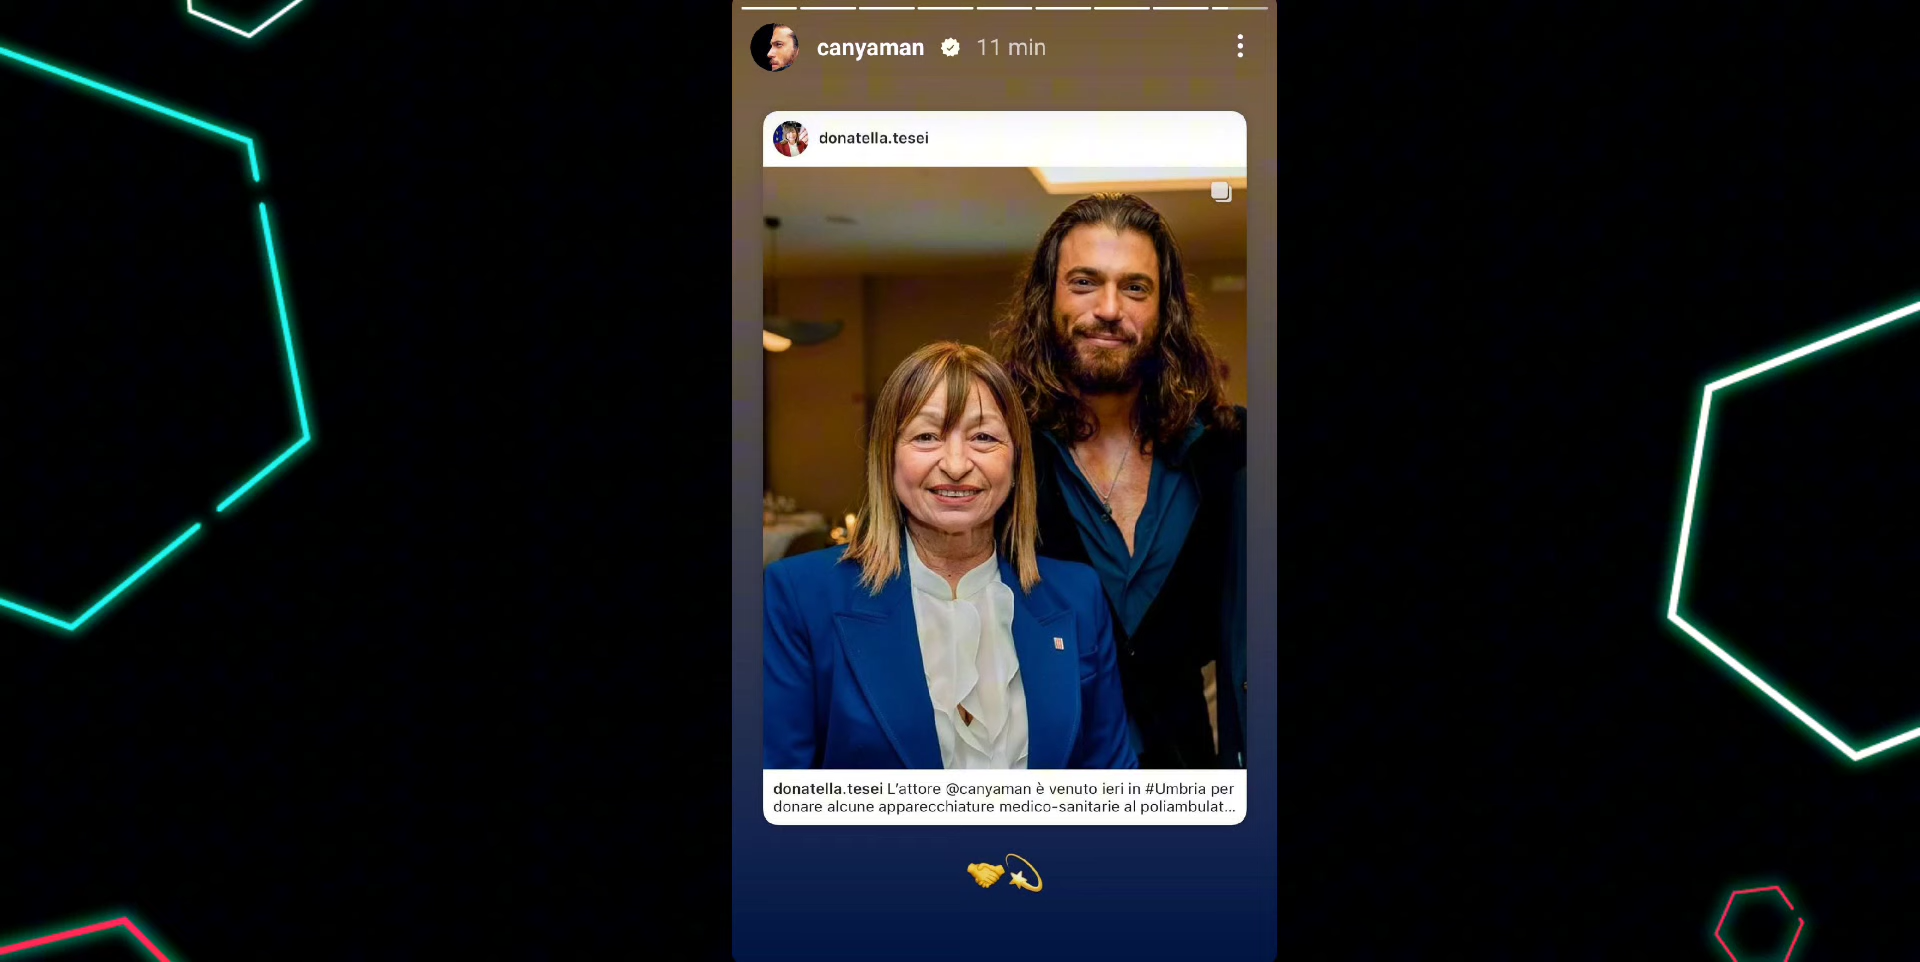 canyaman 11 min
donatella.tesei
donatella.tesei L'attore @canyaman è venuto ieri in #Umbria per
donare alcune apparecchiature medico-sanitarie al poliambulat...